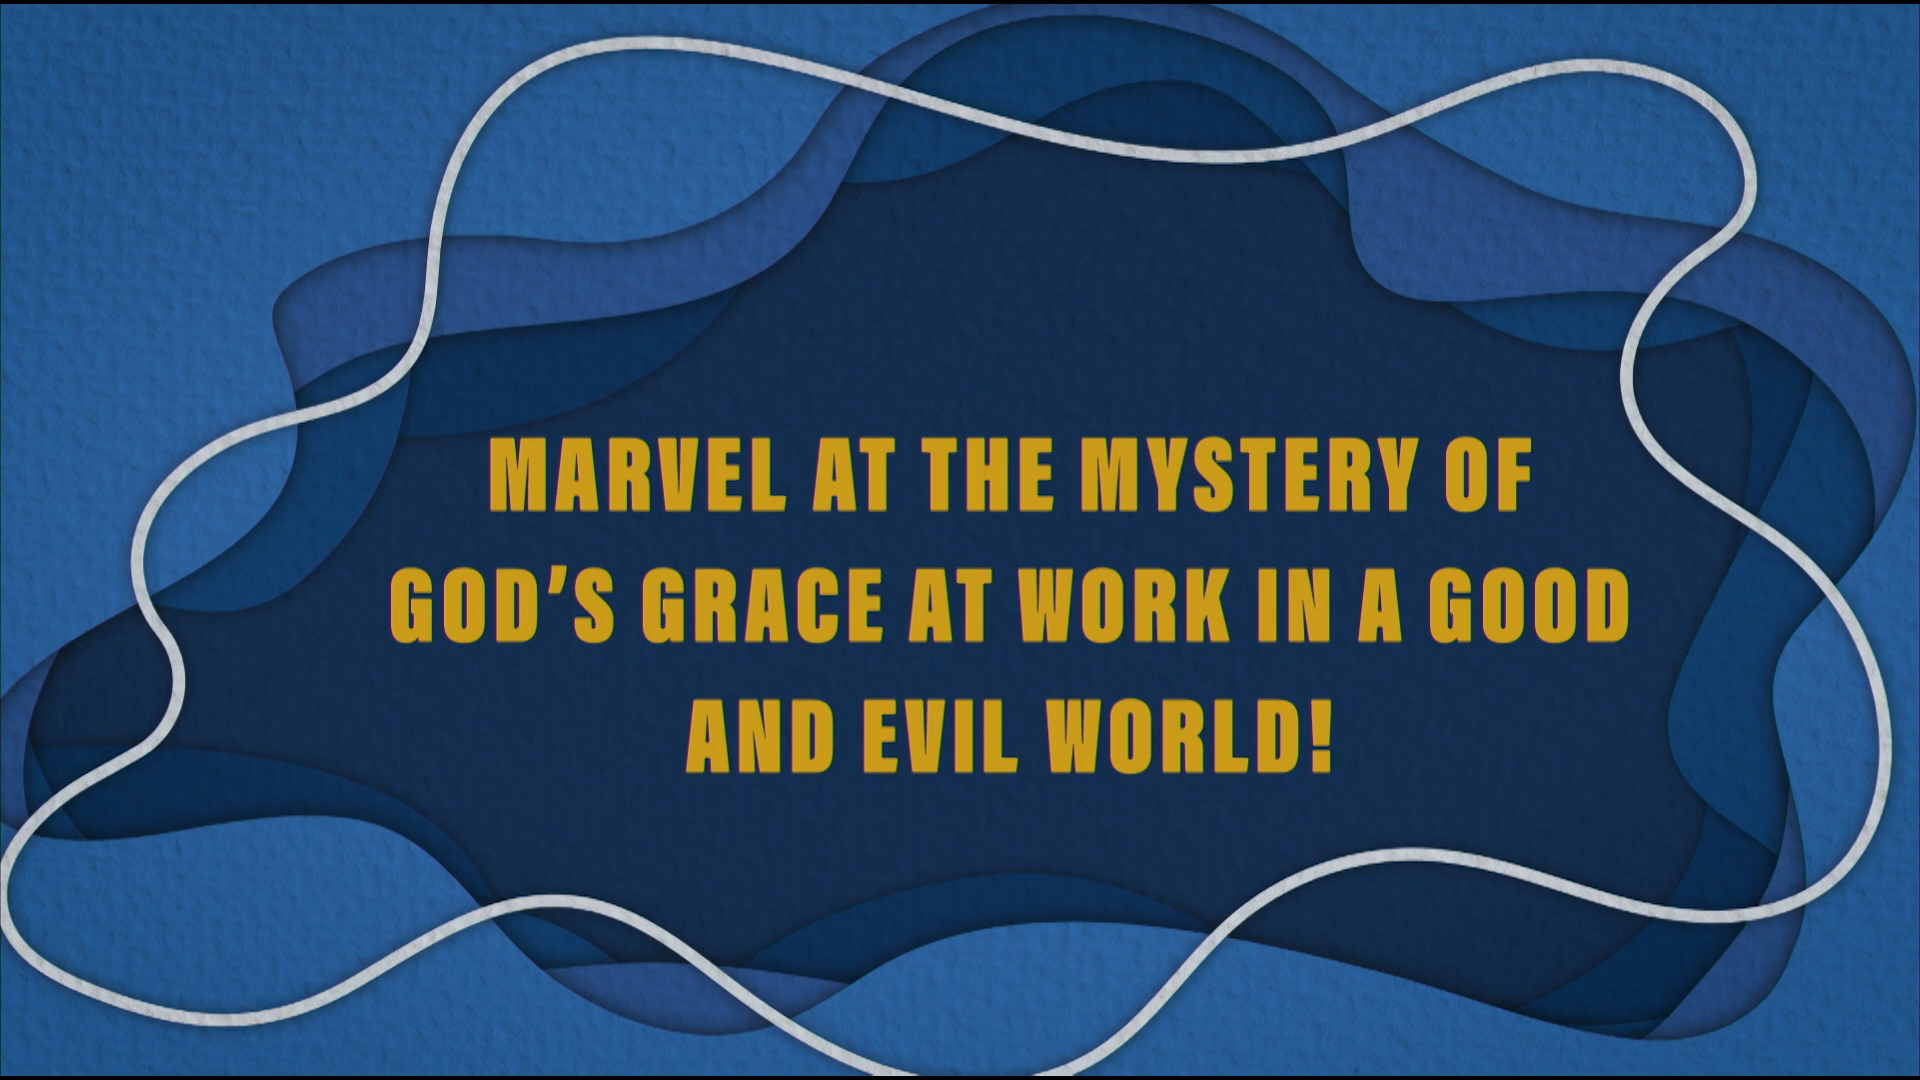 MARVEL AT THE MYSTERY OF
GOD’S GRACE AT WORK IN A GOOD
AND EVIL WORLD!